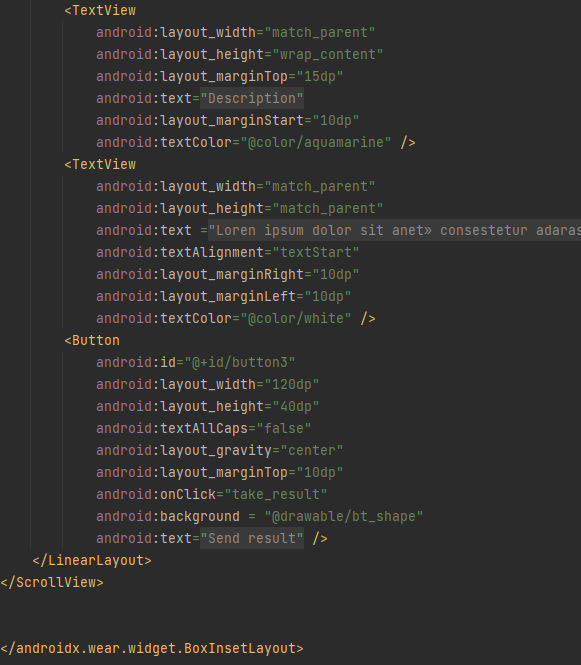 <TextView
android:layout_width="match_parent"
android:layout_height="wrap_content"
android:layout_marginTop="15dp"
android:text="Description"
android:layout_marginStart="10dp"
android:textColor="@color/aquamarine" />
<TextView
android:layout_width="match_parent"
android:layout_height="match_parent"
android:text ="Loren ipsum dolor sit anet» consestetur adaras
android:textAlignment="textStart"
android:layout_marginRight="10dp"
android:layout_marginLeft="10dp"
android:textColor="@color/white" />
<Button
android:id="@+id/button3"
android:layout_width="120dp"
android:layout_height="40dp"
android:textAllCaps="false"
android:layout_gravity="center"
android:layout_marginTop="10dp"
android:onClick="take_result"
android:background = "@drawable/bt_shape"
android:text="Send result" />
</LinearLayout>
</ScrollView>
</androidx.wear.widget.BoxInsetLayout>